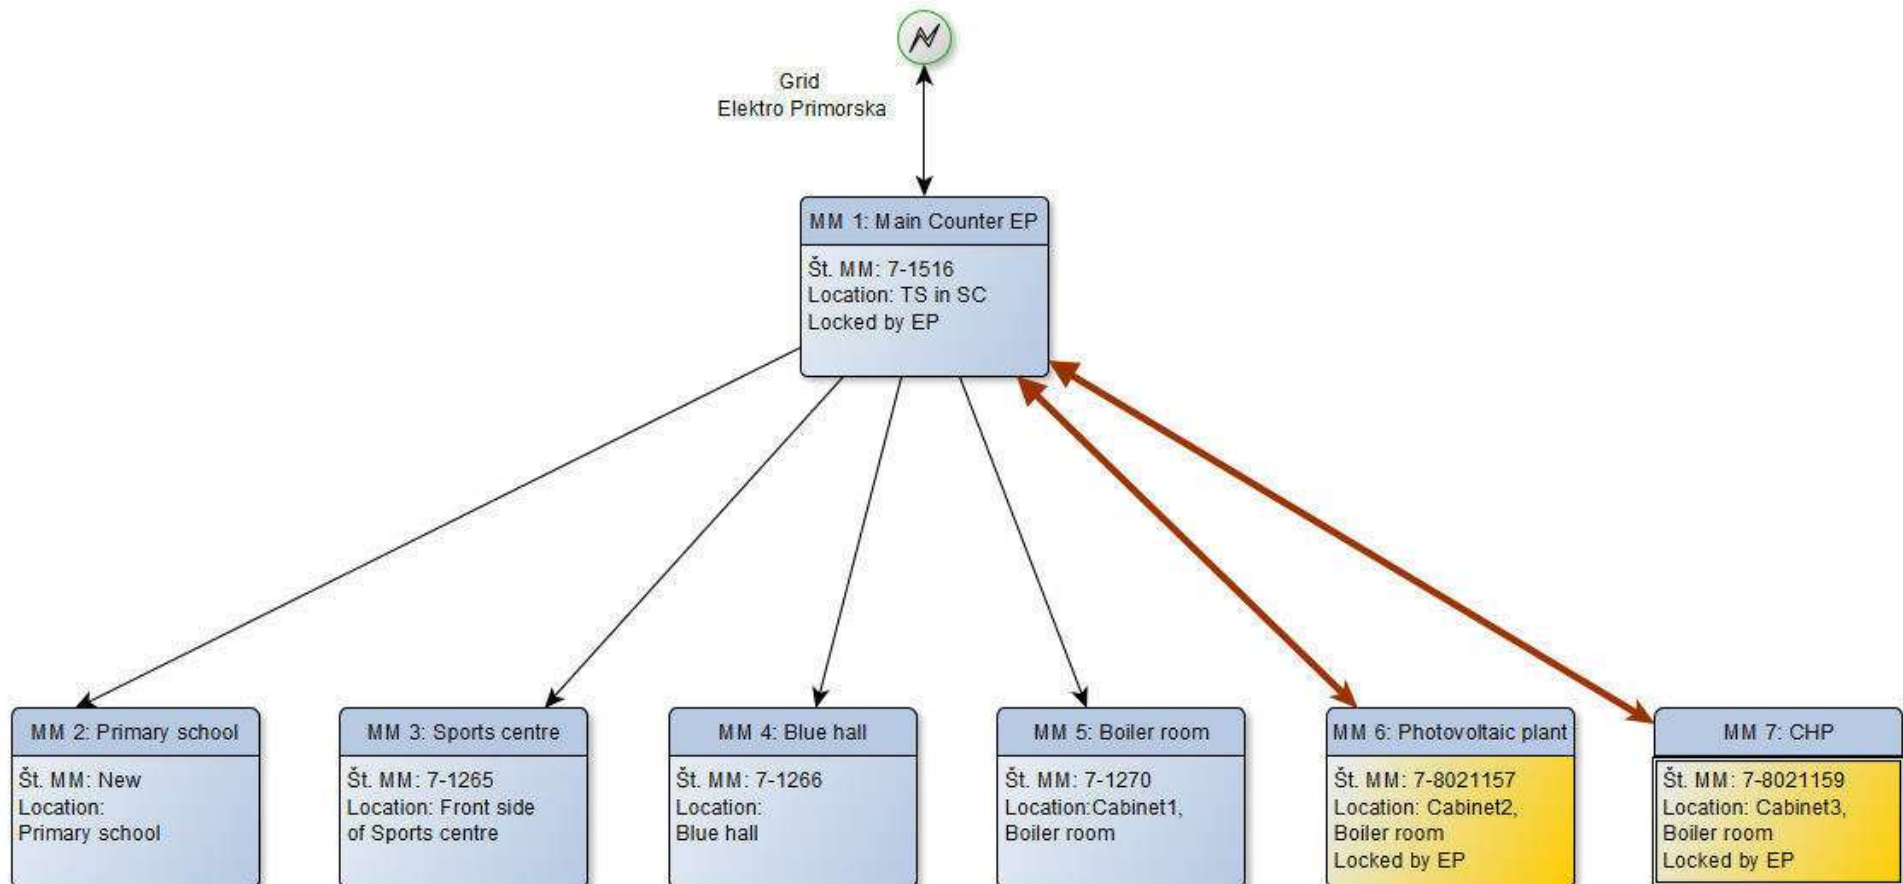 Grid
Elektro Primorska
MM 1: Main Counter EP
Št. MM: 7-1516
Location: TS in SC
Locked by EP
MM 2: Primary school
Št. MM: New
Location:
Primary school
MM 3: Sports centre
Št. MM: 7-1265
Location: Front side
of Sports centre
MM 4: Blue hall
Št. MM: 7-1266
Location:
Blue hall
MM 5: Boiler room
Št. MM: 7-1270
Location:Cabinet1,
Boiler room
MM 6: Photovoltaic plant
Št. MM: 7-8021157
Location: Cabinet2,
Boiler room
Locked by EP
MM 7: CHP
Št. MM: 7-8021159
Location: Cabinet3,
Boiler room
Locked by EP